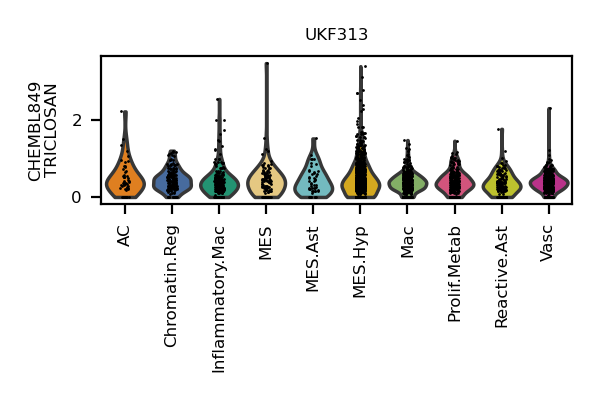 UKF313
CHEMBL849
TRICLOSAN
2
0
AC
Chromatin.Reg
Inflammatory.Mac
MES
MES.Ast
MES.Hyp
Mac
Prolif.Metab
Reactive.Ast
Vasc